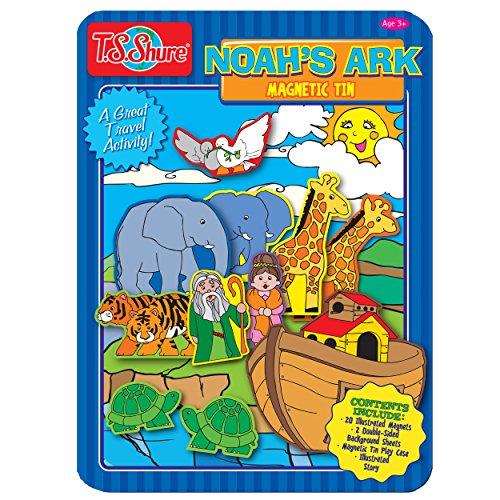 Age 3+
T.S.Shure®
NOAH'S ARK
MAGNETIC TIN
A Great
Travel
Activity!
CONTENTS
INCLUDE:
• 20 Illustrated Magnets
• 2 Double-Sided
Background Sheets
• Magnetic Tin Play Case
• Illustrated
Story